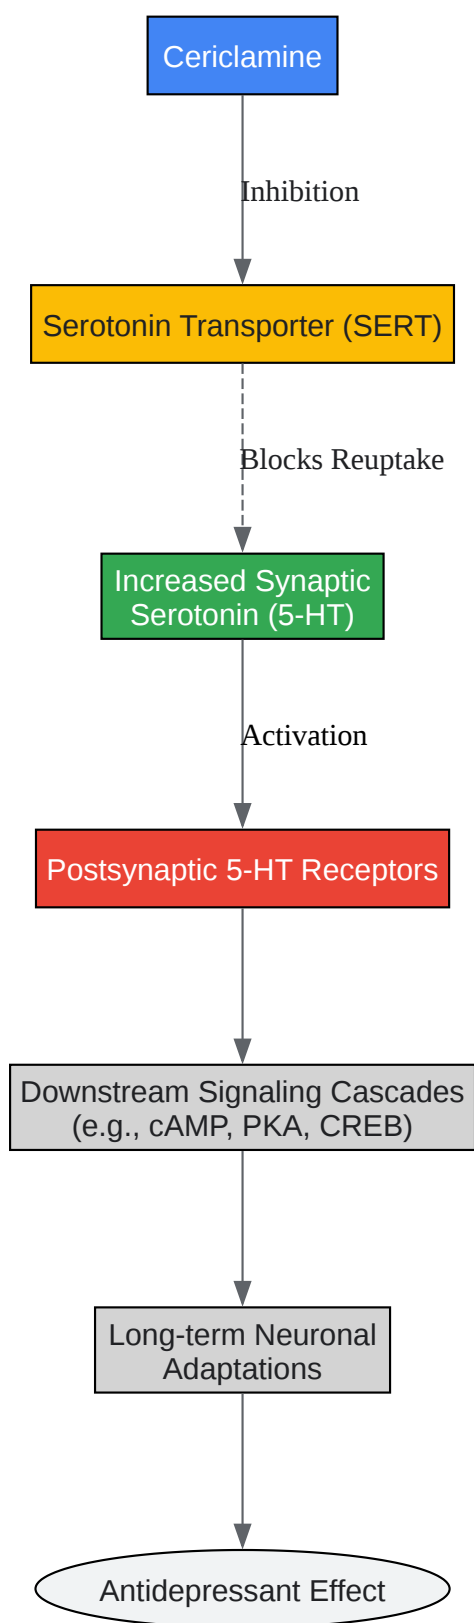 Cericlamine
Inhibition
Serotonin Transporter (SERT)
Blocks Reuptake
Increased Synaptic
Serotonin (5-HT)
Activation
Postsynaptic 5-HT Receptors
Downstream Signaling Cascades
(e.g., cAMP, PKA, CREB)
Long-term Neuronal
Adaptations
Antidepressant Effect